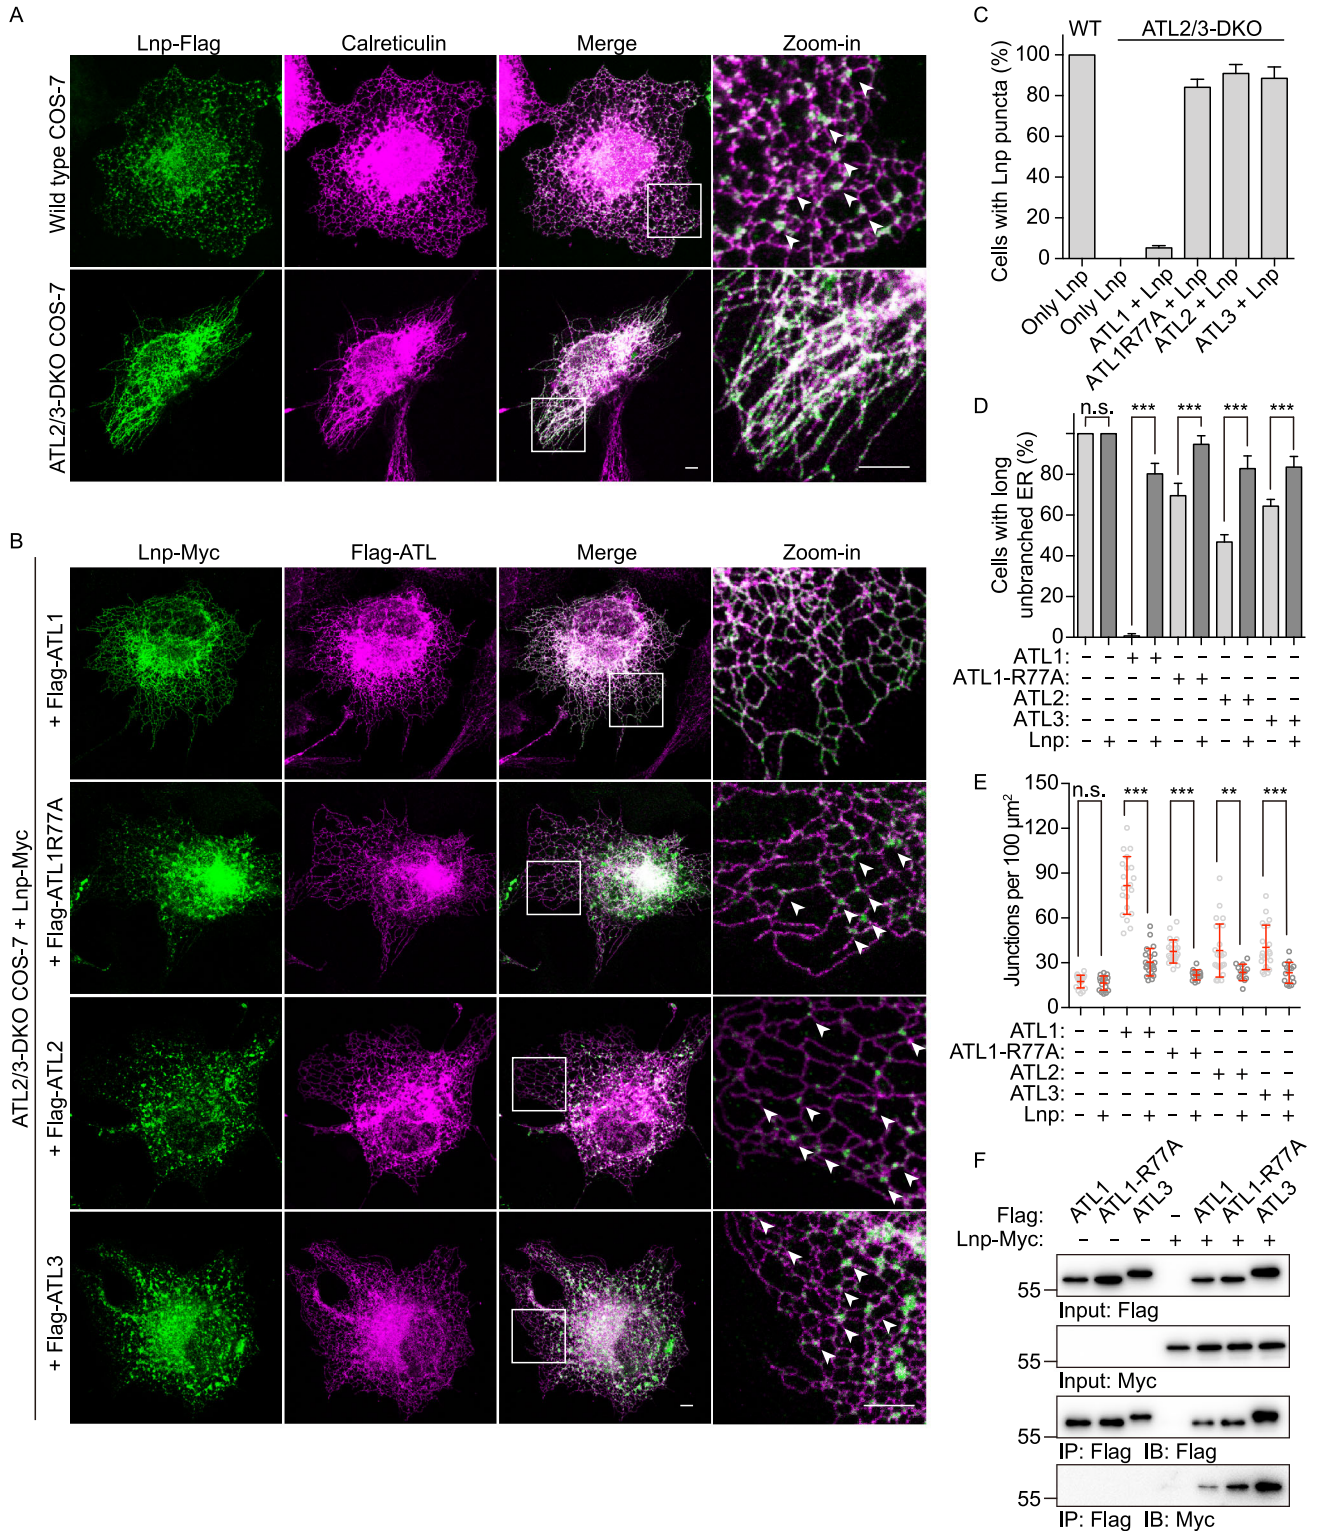 A
Lnp-Flag Calreticulin Merge Zoom-in
Wild type COS-7
ATL2/3-DKO COS-7
B
Lnp-Myc Flag-ATL Merge Zoom-in
ATL2/3-DKO COS-7 + Lnp-Myc
+ Flag-ATL1
+ Flag-ATL1R77A
+ Flag-ATL2
+ Flag-ATL3
C
WT ATL2/3-DKO
Cells with Lnp puncta (%)
100
80
60
40
20
0
Only Lnp
Only Lnp
ATL1 + Lnp
ATL1R77A + Lnp
ATL2 + Lnp
ATL3 + Lnp
D
n.s. *** *** *** ***
Cells with long
unbranched ER (%)
80
60
40
20
0
ATL1: – – + + – – – – – –
ATL1-R77A: – – – – + + – – – –
ATL2: – – – – – – + + – –
ATL3: – – – – – – – – + +
Lnp: – + – + – + – + – +
E
n.s. *** *** ** ***
Junctions per 100 µm²
150
120
90
60
30
0
ATL1: – – + + – – – – – –
ATL1-R77A: – – – – + + – – – –
ATL2: – – – – – – + + – –
ATL3: – – – – – – – – + +
Lnp: – + – + – + – + – +
F
Flag: ATL1 ATL1-R77A ATL3 – ATL1 ATL1-R77A ATL3
Lnp-Myc: – – – + + + +
55
Input: Flag
55
Input: Myc
55
IP: Flag IB: Flag
55
IP: Flag IB: Myc